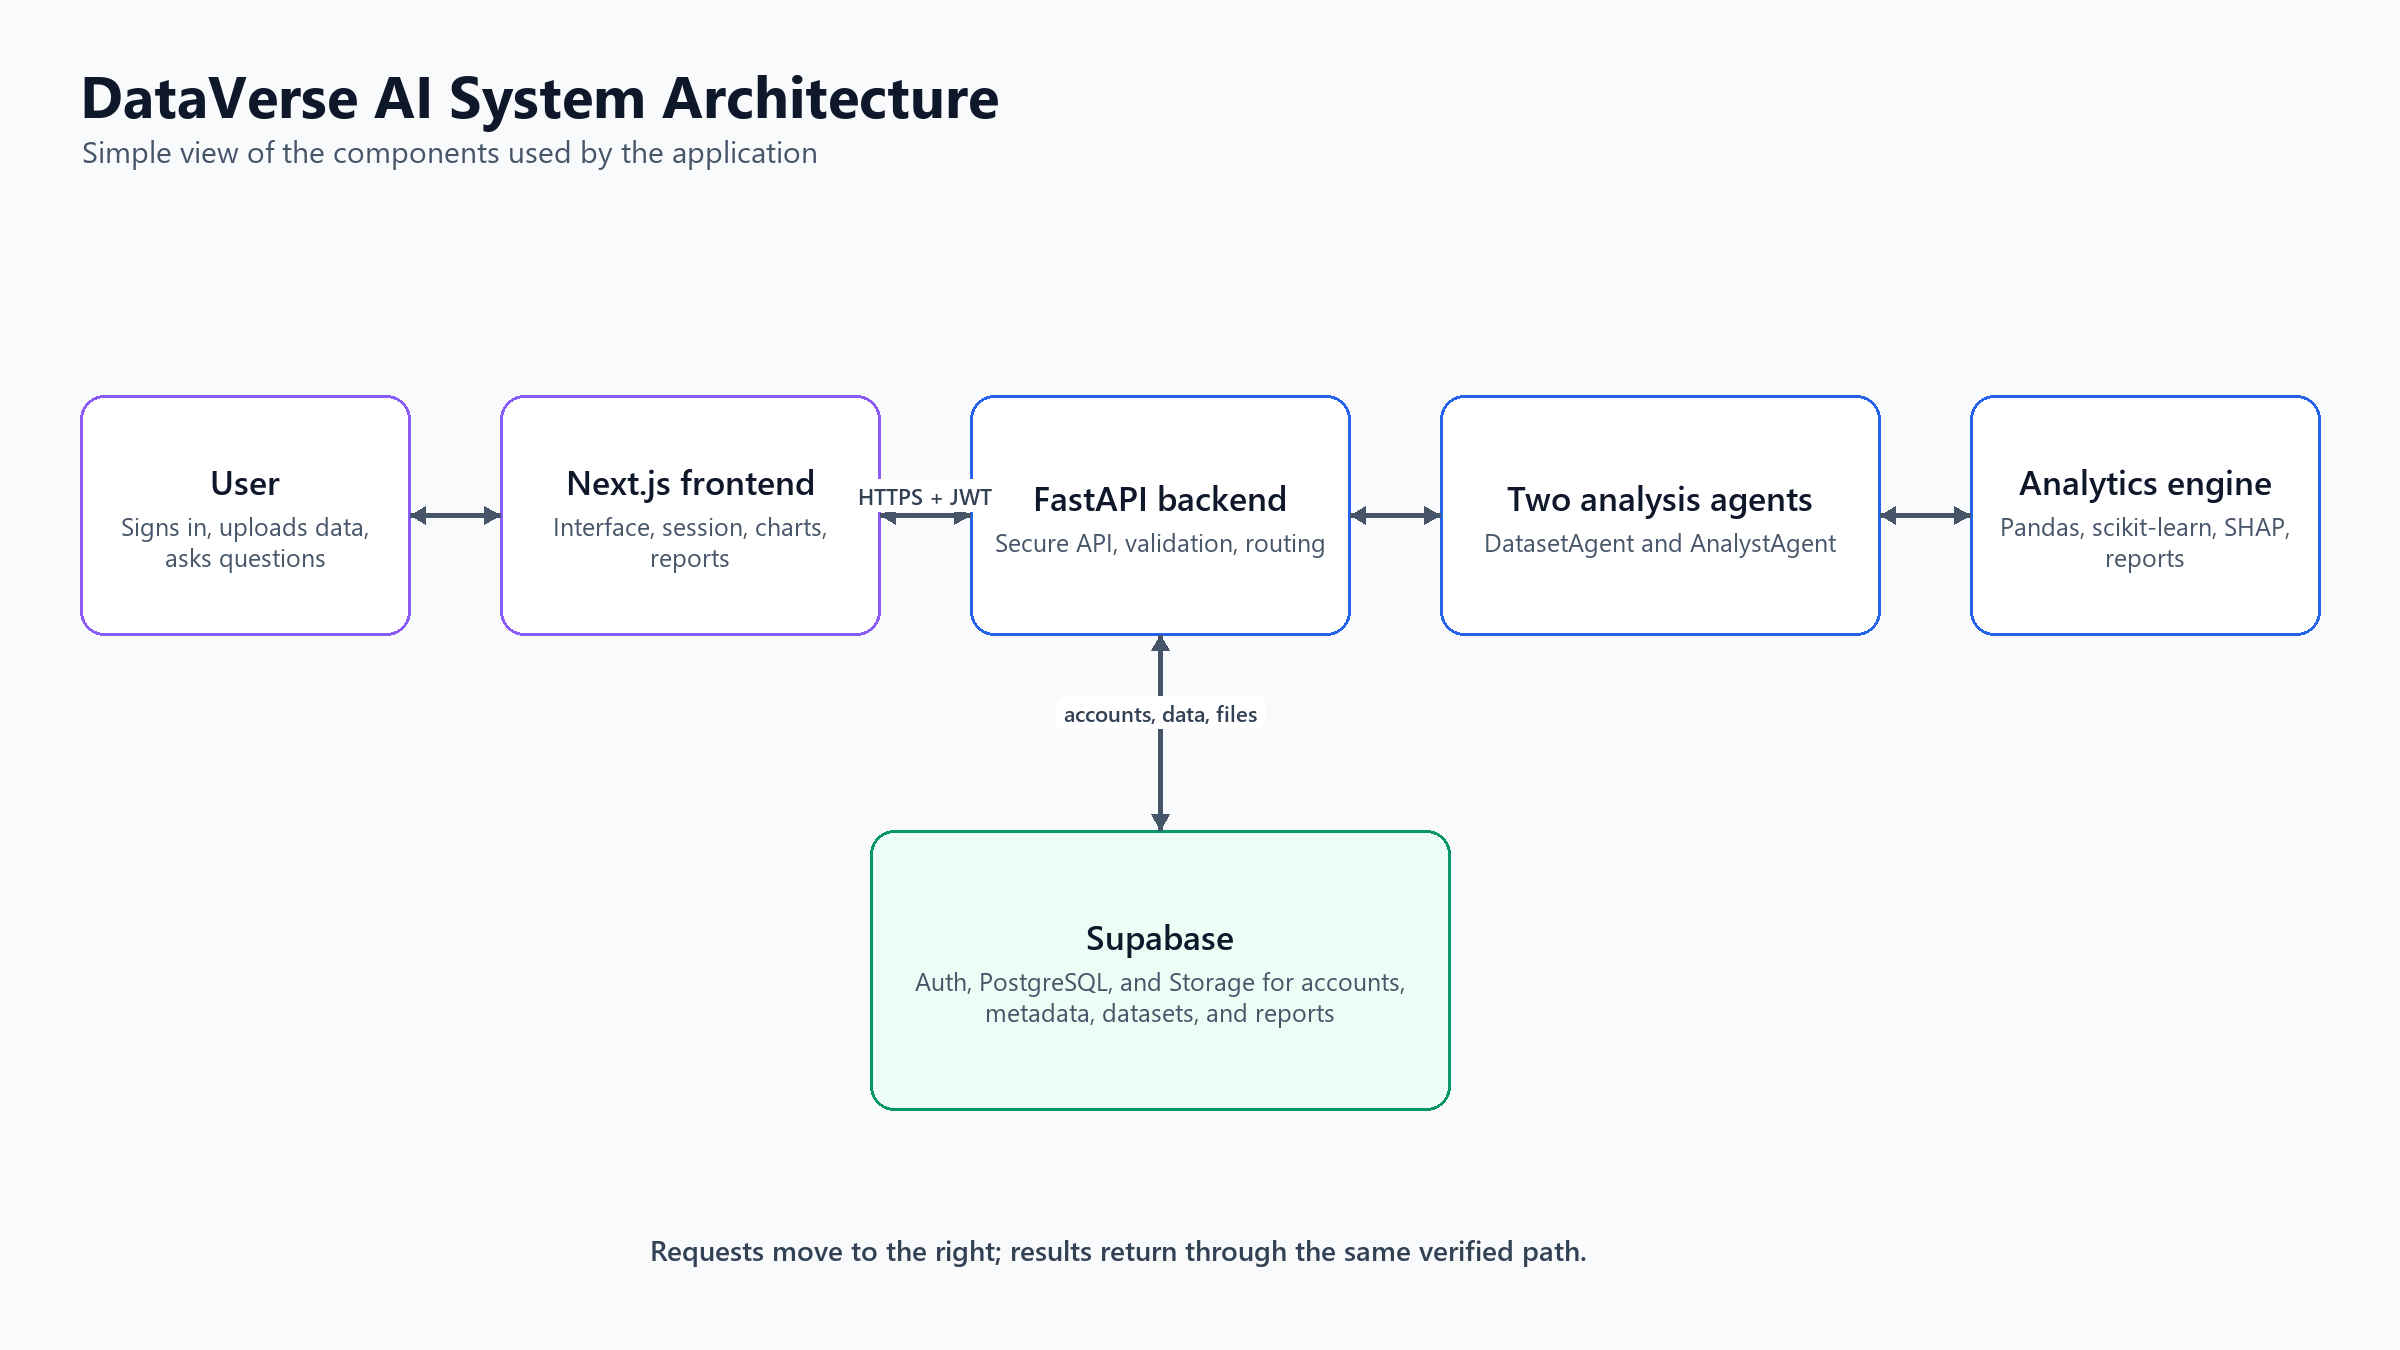 DataVerse AI System Architecture
Simple view of the components used by the application
User
Signs in, uploads data,
asks questions
Next.js frontend
Interface, session, charts,
reports
HTTPS + JWT
FastAPI backend
Secure API, validation, routing
Two analysis agents
DatasetAgent and AnalystAgent
Analytics engine
Pandas, scikit-learn, SHAP,
reports
accounts, data, files
Supabase
Auth, PostgreSQL, and Storage for accounts,
metadata, datasets, and reports
Requests move to the right; results return through the same verified path.